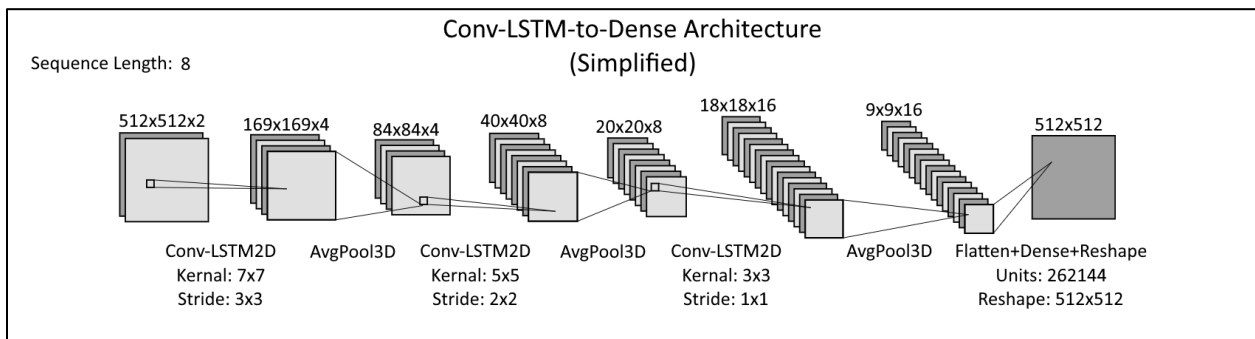 Conv-LSTM-to-Dense Architecture
(Simplified)
Sequence Length: 8
512x512x2
169x169x4
84x84x4
40x40x8
20x20x8
18x18x16
9x9x16
512x512
Conv-LSTM2D
Kernal: 7x7
Stride: 3x3
AvgPool3D
Conv-LSTM2D
Kernal: 5x5
Stride: 2x2
AvgPool3D
Conv-LSTM2D
Kernal: 3x3
Stride: 1x1
AvgPool3D
Flatten+Dense+Reshape
Units: 262144
Reshape: 512x512